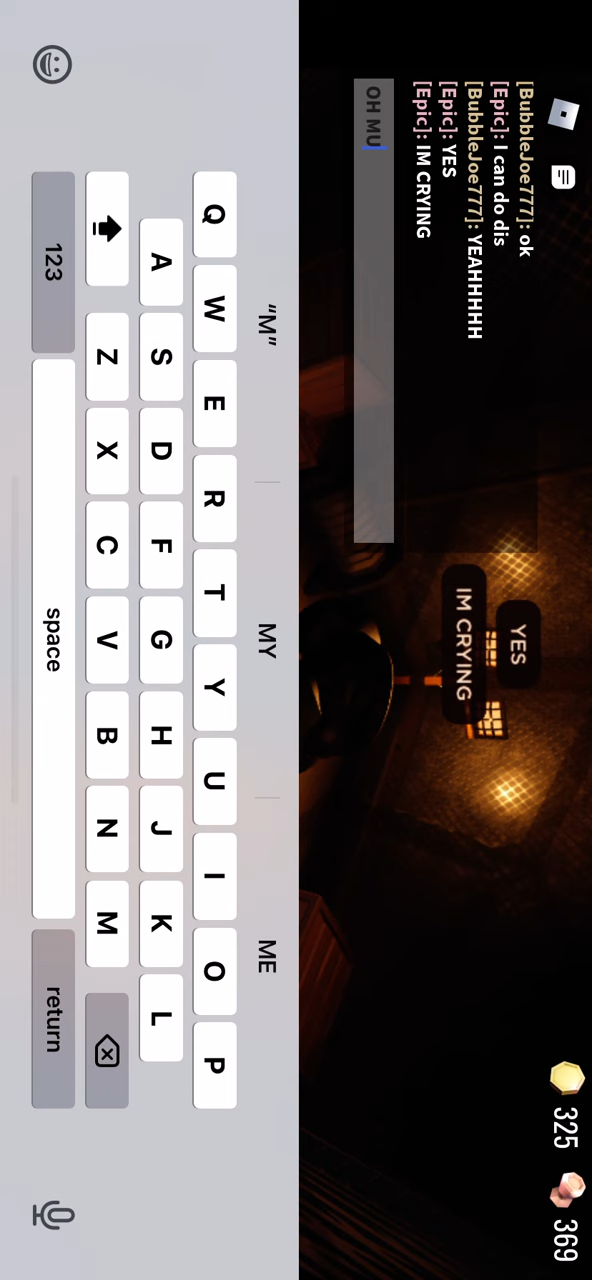 [BubbleJoe777]: ok
[Epic]: I can do dis
[BubbleJoe777]: YEAHHHHH
[Epic]: YES
[Epic]: IM CRYING
OH MU
YES
IM CRYING
325 369
“M” MY ME
Q W E R T Y U I O P
A S D F G H J K L
Z X C V B N M
123 space return